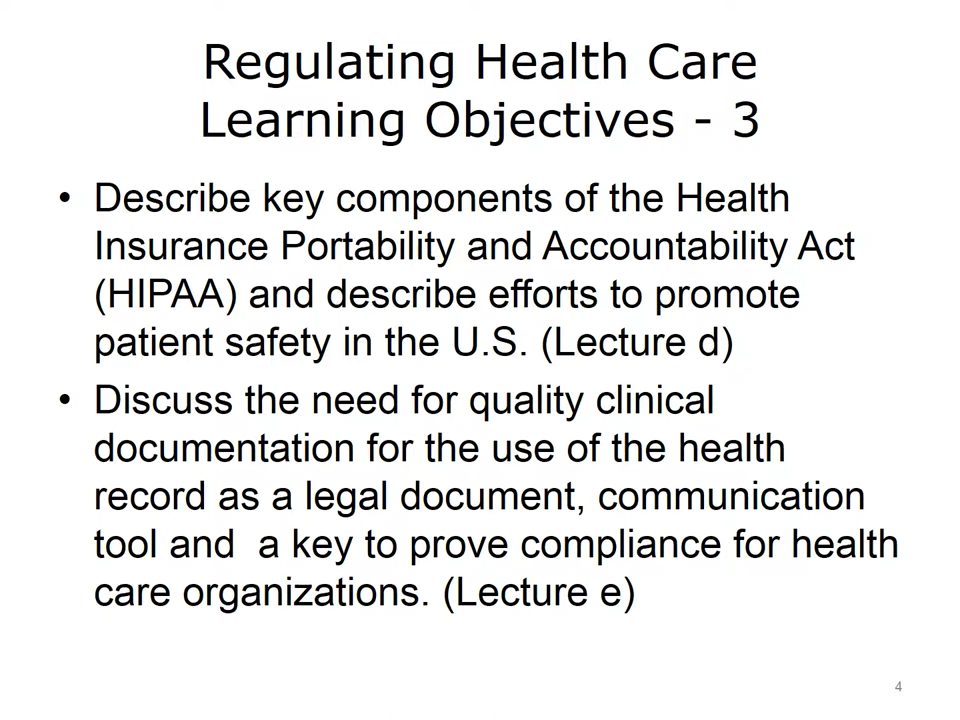 Regulating Health Care
Learning Objectives - 3
• Describe key components of the Health
Insurance Portability and Accountability Act
(HIPAA) and describe efforts to promote
patient safety in the U.S. (Lecture d)
• Discuss the need for quality clinical
documentation for the use of the health
record as a legal document, communication
tool and  a key to prove compliance for health
care organizations. (Lecture e)
4